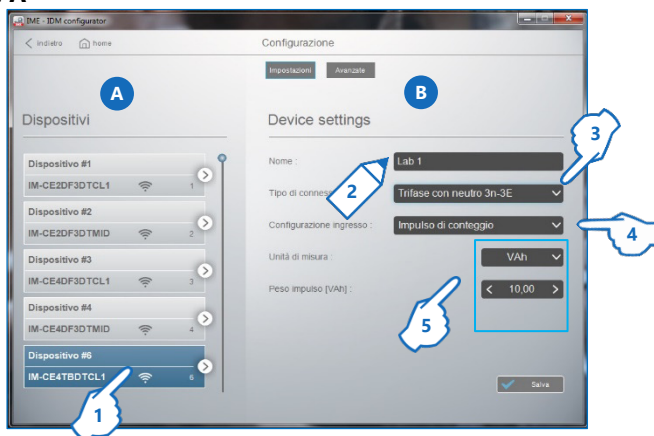 IME - IDM configurator
indietro home Configurazione
Impostazioni Avanzate
A B
Dispositivi
Dispositivo #1
IM-CE2DF3DTCL1 1
Dispositivo #2
IM-CE2DF3DTMID 2
Dispositivo #3
IM-CE4DF3DTCL1 3
Dispositivo #4
IM-CE4DF3DTMID 4
Dispositivo #6
IM-CE4TBDTCL1 6
1
Device settings
3
Nome : Lab 1
2
Tipo di conness Trifase con neutro 3n-3E
Configurazione ingresso : Impulso di conteggio
4
Unità di misura : VAh
Peso impulso [VAh] : < 10,00 >
5
Salva